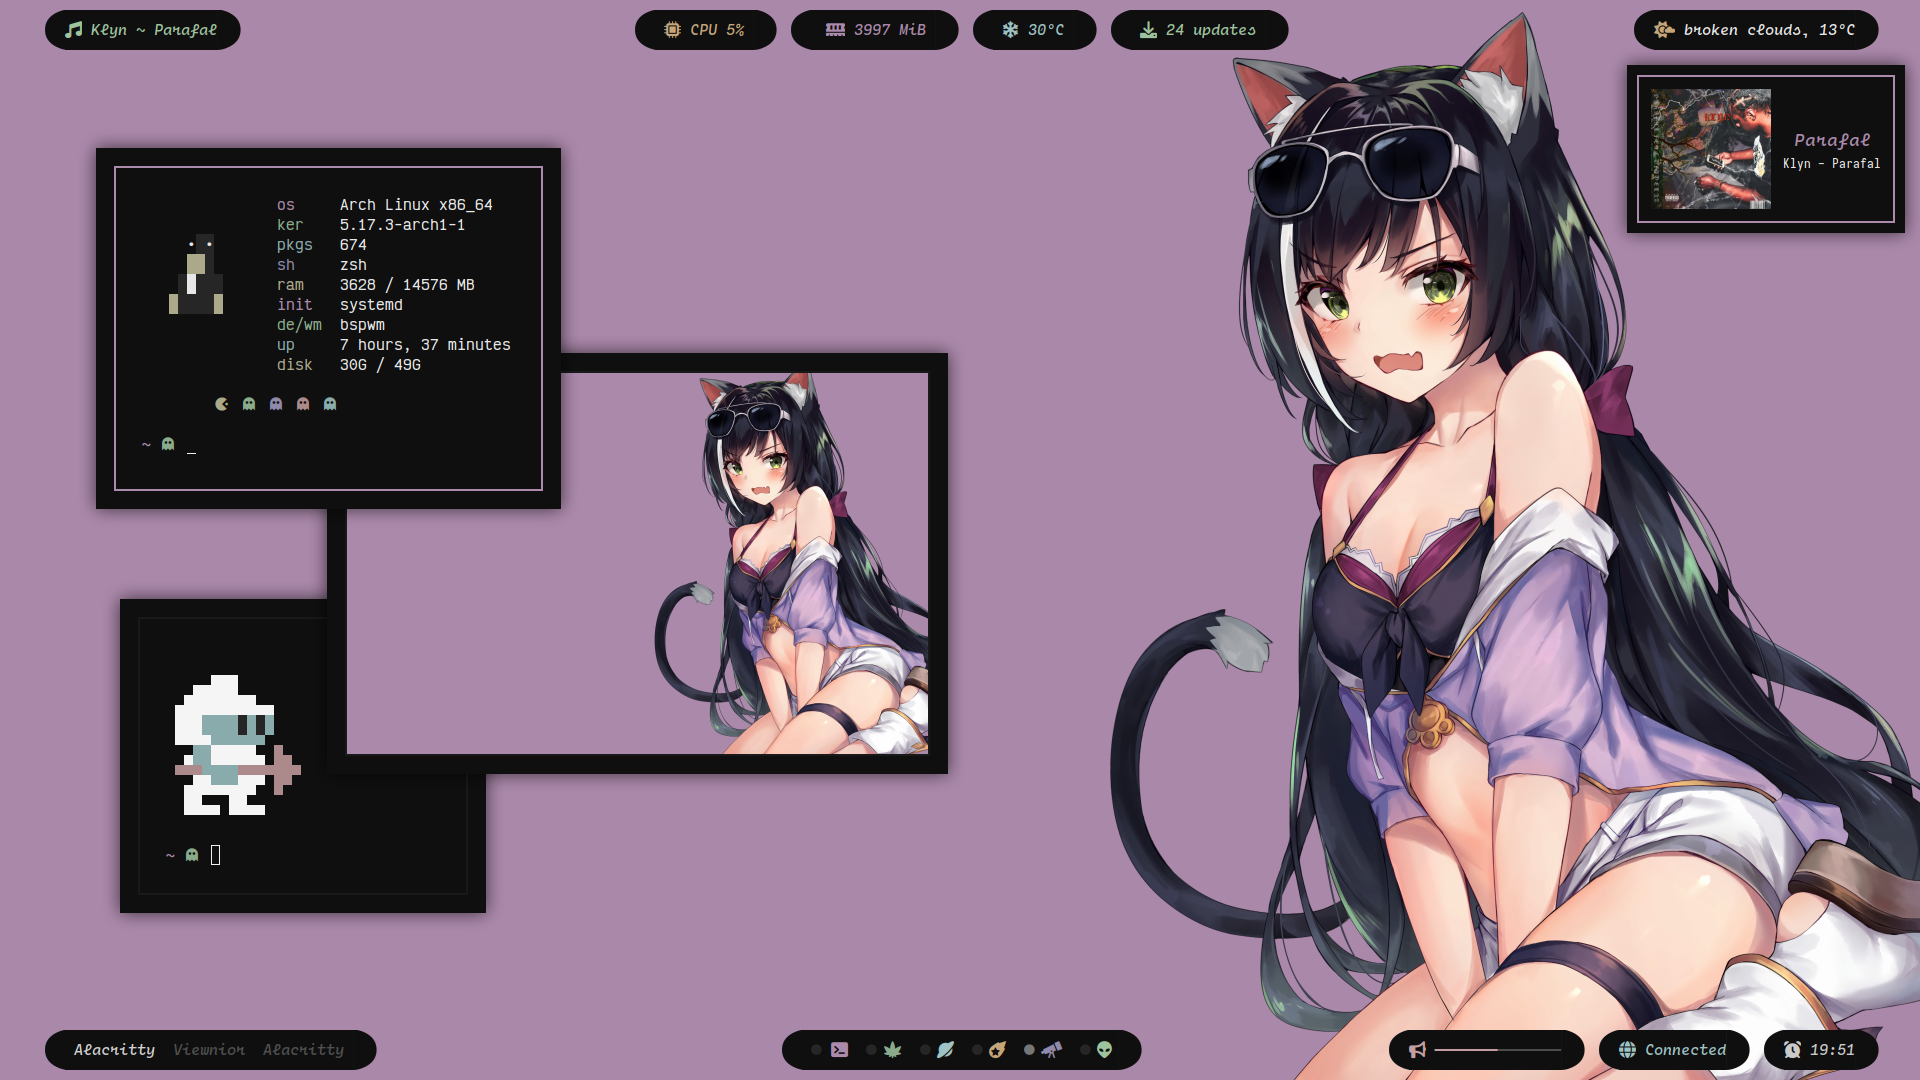 Klyn ~ Parafal
CPU 5%
3997 MiB
30°C
24 updates
broken clouds, 13°C
Parafal
Klyn - Parafal
os Arch Linux x86_64
ker 5.17.3-arch1-1
pkgs 674
sh zsh
ram 3628 / 14576 MB
init systemd
de/wm bspwm
up 7 hours, 37 minutes
disk 30G / 49G
~
~
Alacritty Viewnior Alacritty
Connected
19:51